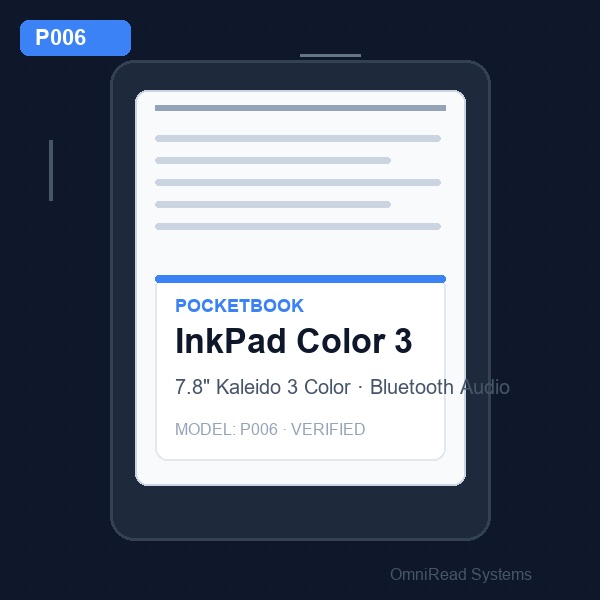 P006
POCKETBOOK
InkPad Color 3
7.8" Kaleido 3 Color · Bluetooth Audio
MODEL: P006 · VERIFIED
OmniRead Systems